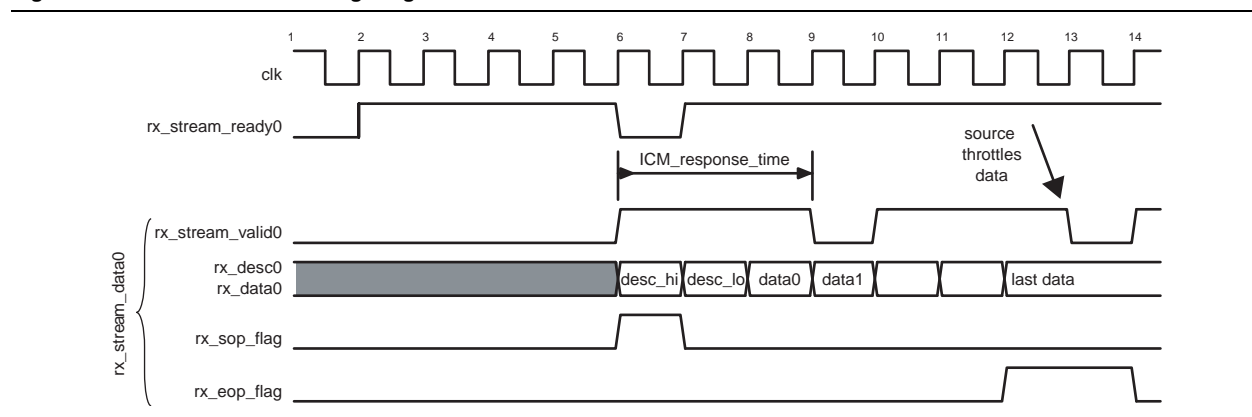 1 2 3 4 5 6 7 8 9 10 11 12 13 14
clk
rx_stream_ready0
source
throttles
data
ICM_response_time
rx_stream_valid0
rx_desc0
rx_data0
desc_hi desc_lo data0 data1 last data
rx_stream_data0
rx_sop_flag
rx_eop_flag